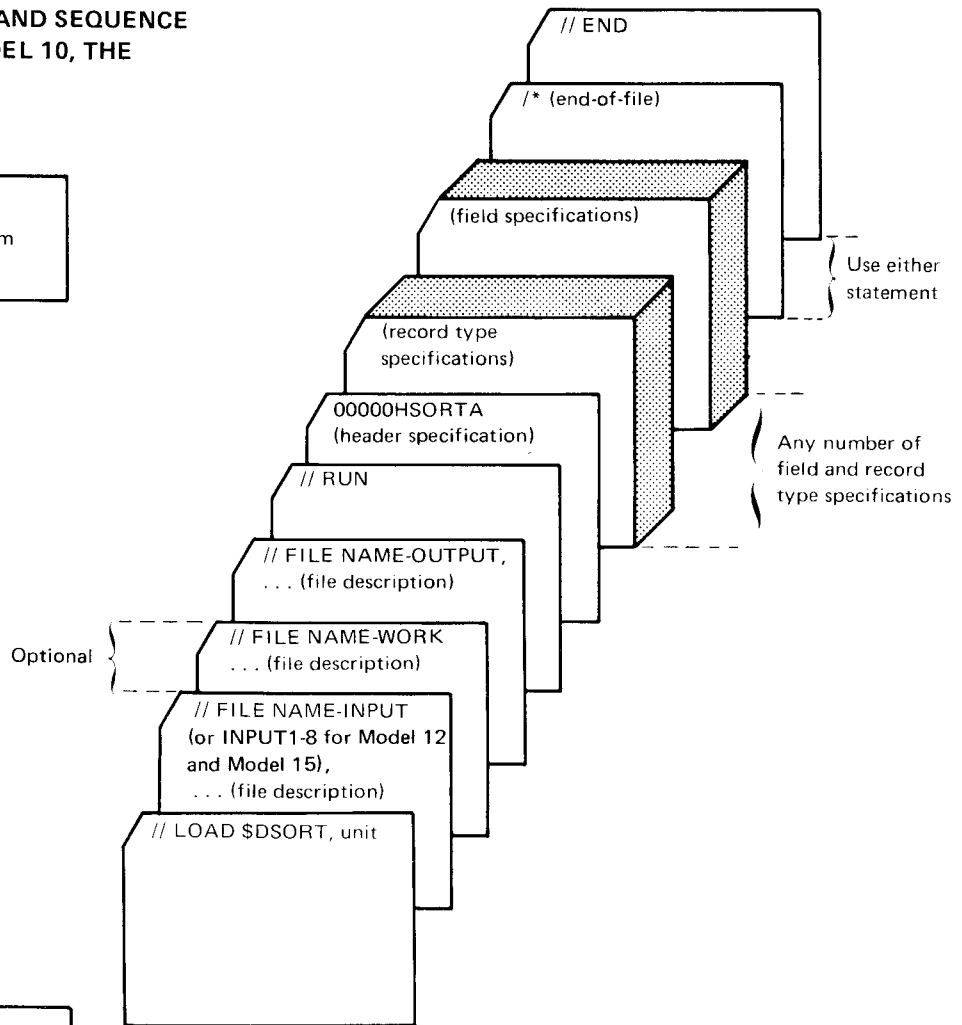 AND SEQUENCE
DEL 10, THE
m
// END
/* (end-of-file)
(field specifications)
Use either
statement
(record type
specifications)
00000HSORTA
(header specification)
Any number of
field and record
type specifications
// RUN
// FILE NAME-OUTPUT,
. . . (file description)
Optional
// FILE NAME-WORK
. . . (file description)
// FILE NAME-INPUT
(or INPUT1-8 for Model 12
and Model 15),
. . . (file description)
// LOAD $DSORT, unit